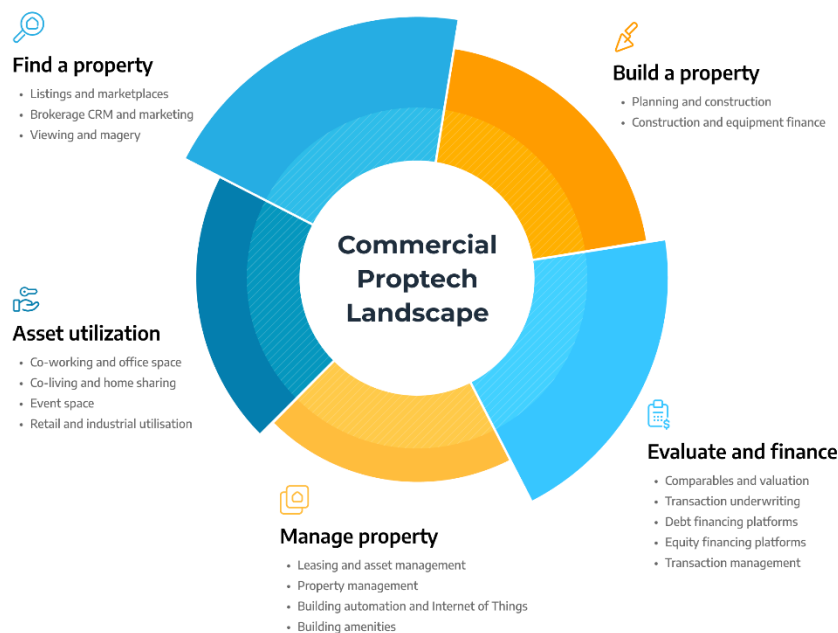 Find a property
Listings and marketplaces
Brokerage CRM and marketing
Viewing and magery
Build a property
Planning and construction
Construction and equipment finance
Commercial
Proptech
Landscape
Asset utilization
Co-working and office space
Co-living and home sharing
Event space
Retail and industrial utilisation
Evaluate and finance
Comparables and valuation
Transaction underwriting
Debt financing platforms
Equity financing platforms
Transaction management
Manage property
Leasing and asset management
Property management
Building automation and Internet of Things
Building amenities